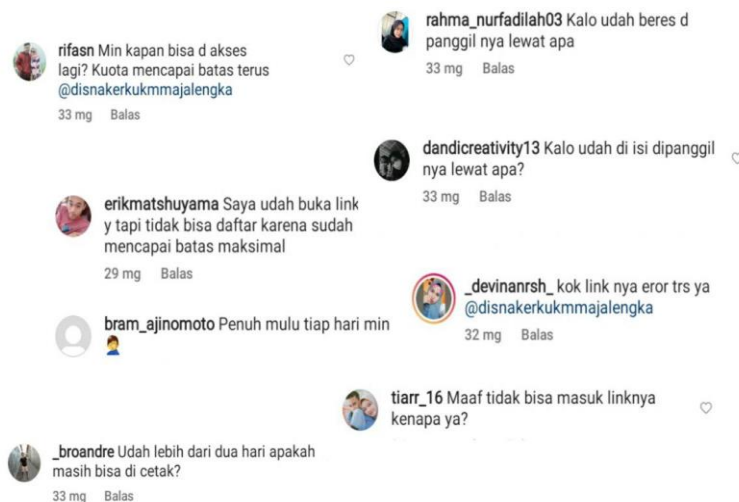 rifasn Min kapan bisa d akses
lagi? Kuota mencapai batas terus
@disnakerkukmmajalengka
33 mg Balas
rahma_nurfadilah03 Kalo udah beres d
panggil nya lewat apa
33 mg Balas
dandicreativity13 Kalo udah di isi dipanggil
nya lewat apa?
33 mg Balas
erikmatshuyama Saya udah buka link
y tapi tidak bisa daftar karena sudah
mencapai batas maksimal
29 mg Balas
_devinanrsh_ kok link nya eror trs ya
@disnakerkukmmajalengka
32 mg Balas
bram_ajinomoto Penuh mulu tiap hari min
🤦
tiarr_16 Maaf tidak bisa masuk linknya
kenapa ya?
_broandre Udah lebih dari dua hari apakah
masih bisa di cetak?
33 mg Balas